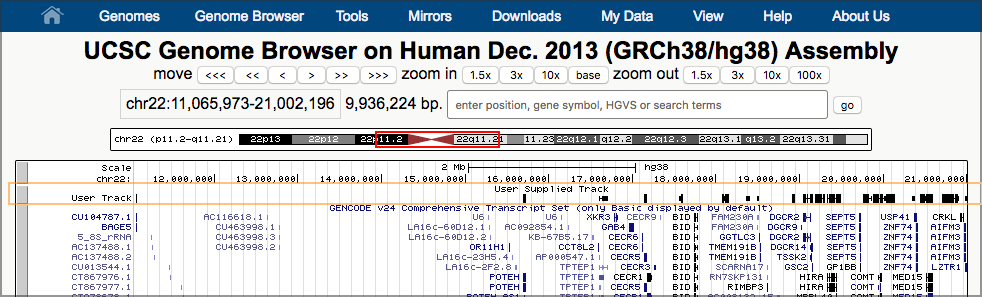 Genomes Genome Browser Tools Mirrors Downloads My Data View Help About Us
UCSC Genome Browser on Human Dec. 2013 (GRCh38/hg38) Assembly
move <<< << < > >> >>> zoom in 1.5x 3x 10x base zoom out 1.5x 3x 10x 100x
chr22:11,065,973-21,002,196 9,936,224 bp. enter position, gene symbol, HGVS or search terms go
chr22 (p11.2-q11.21) 22p13 22p12 22p11.2 22q11.21 11.23 22q12.1 q12.2 22q12.3 22q13.1 q13.2 22q13.31
Scale 2 Mb hg38
chr22: 12,000,000 13,000,000 14,000,000 15,000,000 16,000,000 17,000,000 18,000,000 19,000,000 20,000,000 21,000,000
User Supplied Track
User Track
GENCODE v24 Comprehensive Transcript Set (only Basic displayed by default)
CU104787.1 AC116618.1 U6 U6 XKR3 CECR9 BID FAM230A DGCR2 SEPT5 USP41 CRKL
BAGE5 CU463998.1 LA16c-60D12.1 AC092854.1 GAB4 BID FAM230A DGCR9 SEPT5 ZNF74 AIFM3
5_8S_rRNA CU463998.2 LA16c-60H5.2 KB-67B5.17 CECR6 BID GGTLC3 DGCR2 SEPT5 ZNF74 AIFM3
AC137488.1 CU463998.3 OR11H1 CCT8L2 CECR6 BID TMEM191B DGCR14 SEPT5 ZNF74 AIFM3
AC137488.2 LA16c-23H5.4 AP000547.1 CECR5 BID TMEM191B TSSK2 SEPT5 ZNF74 AIFM3
CU013544.1 LA16c-2F2.8 TPTEP1 CECR3 BID SCARNA17 GSC2 GP1BB ZNF74 LZTR1
CT867976.1 POTEH TPTEP1 CECR1 BID RN7SKP131 HIRA COMT MED15
CT867977.1 POTEH TPTEP1 CECR1 BID RIMBP3 HIRA COMT MED15